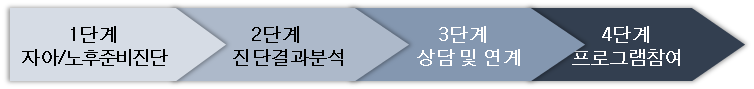 1단계
자아/노후준비진단
2단계
진단결과분석
3단계
상담 및 연계
4단계
프로그램참여